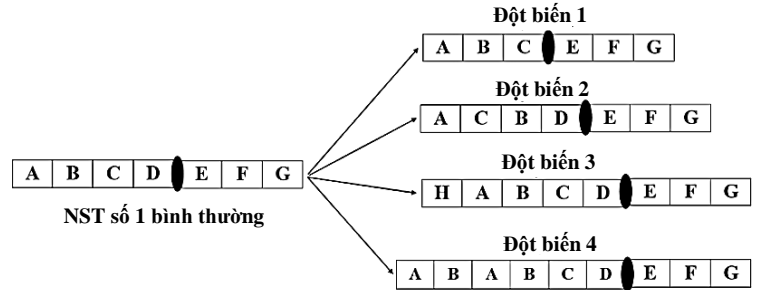 Đột biến 1
A B C E F G
Đột biến 2
A C B D E F G
Đột biến 3
A B C D E F G
H A B C D E F G
NST số 1 bình thường
Đột biến 4
A B A B C D E F G